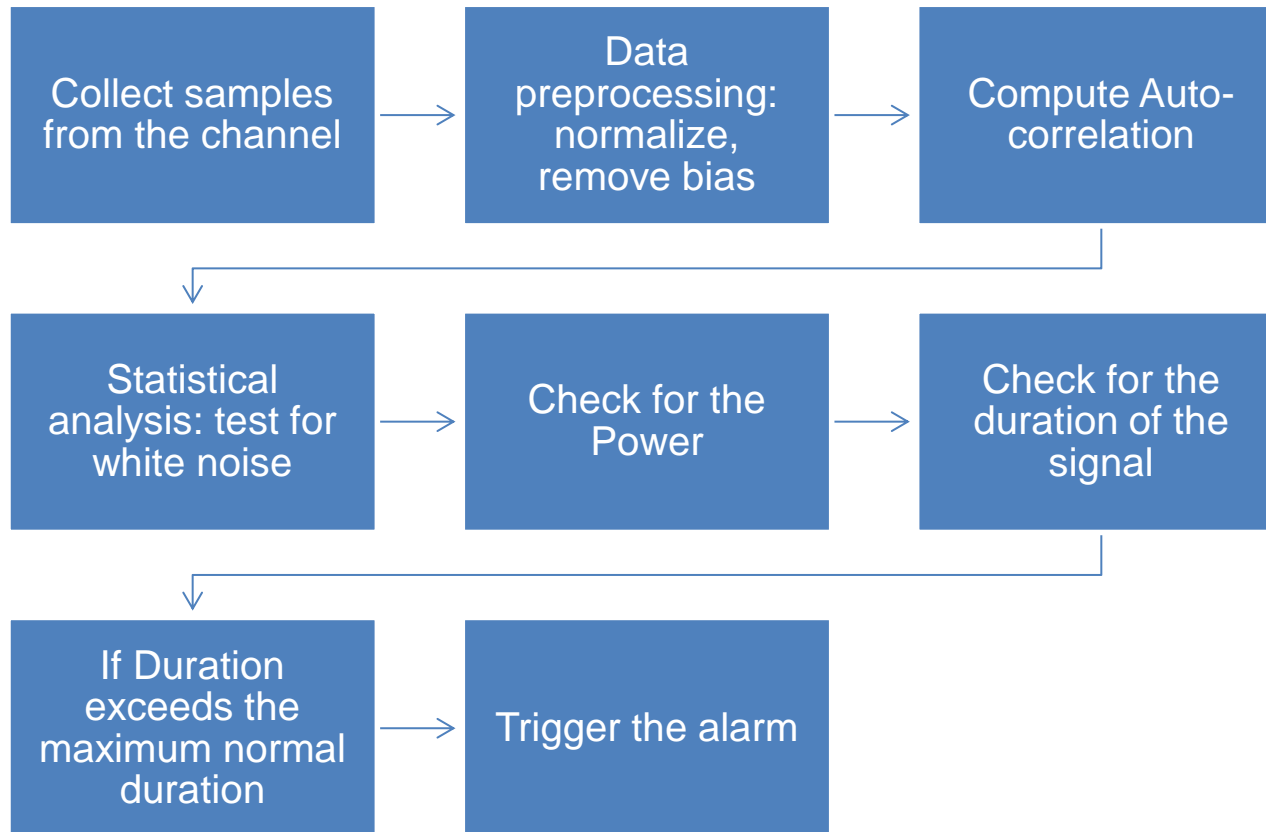 Collect samples
from the channel
Data
preprocessing:
normalize,
remove bias
Compute Auto-
correlation
Statistical
analysis: test for
white noise
Check for the
Power
Check for the
duration of the
signal
If Duration
exceeds the
maximum normal
duration
Trigger the alarm